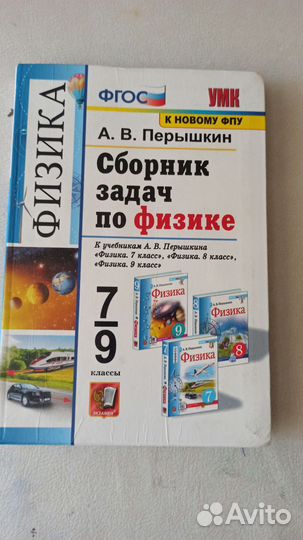 ФИЗИКА
ФГОС
УМК
К НОВОМУ ФПУ
А. В. Перышкин
Сборник
задач
по физике
К учебникам А. В. Перышкина
«Физика. 7 класс», «Физика. 8 класс»,
«Физика. 9 класс»
7-9
классы
ЭКЗАМЕН
Физика
9
Физика
8
Физика
7
Avito